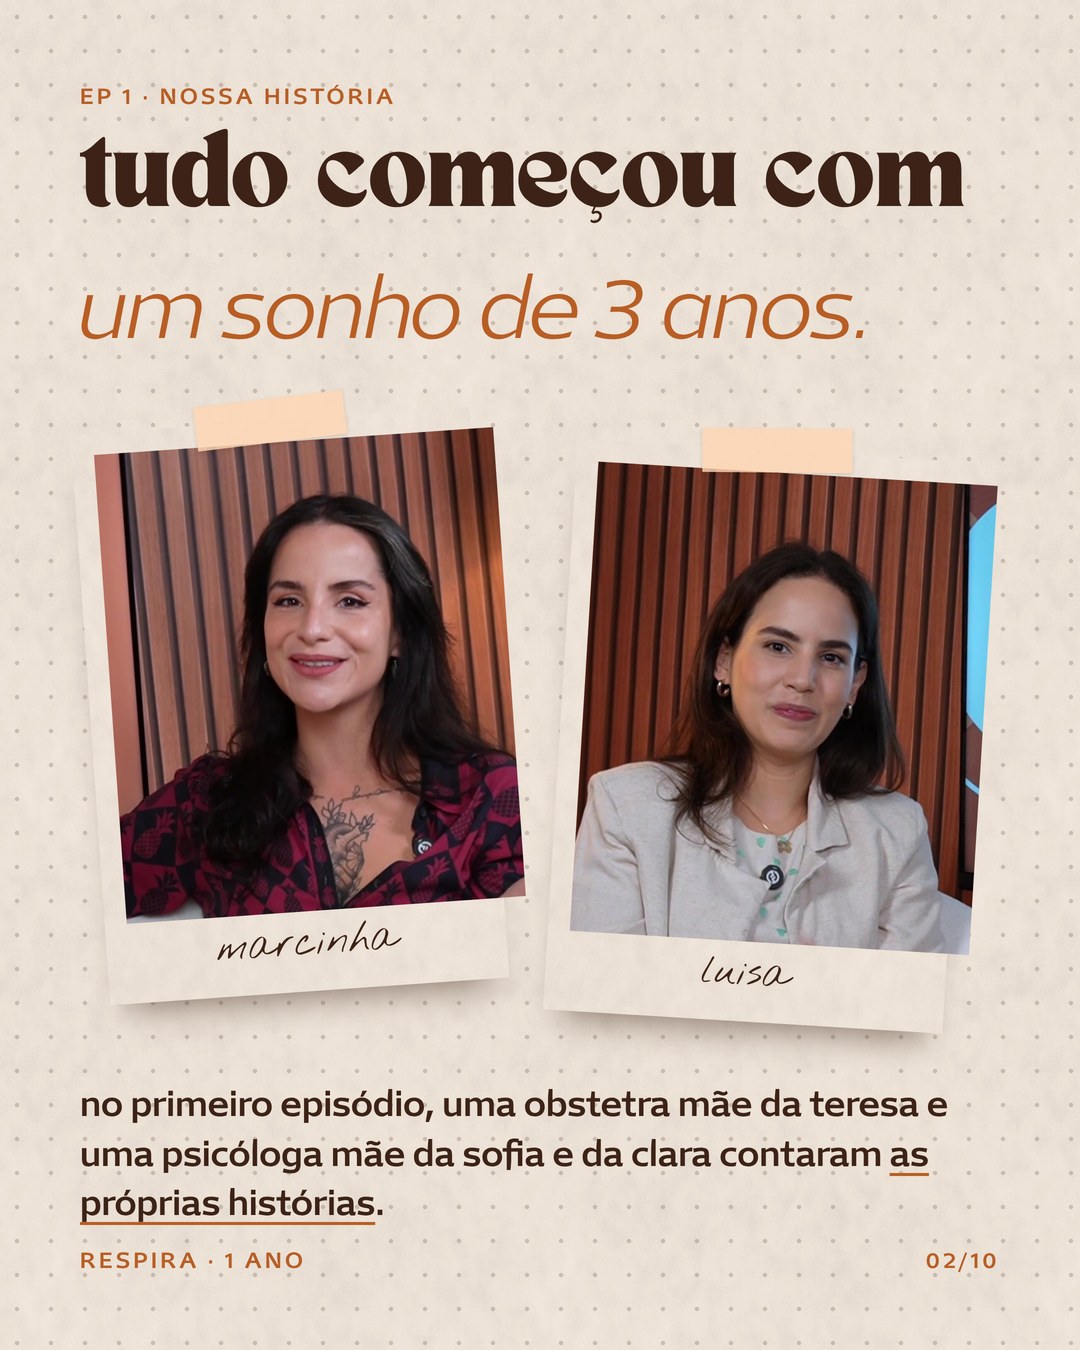 EP 1 · NOSSA HISTÓRIA
tudo começou com
um sonho de 3 anos.
marcinha
luisa
no primeiro episódio, uma obstetra mãe da teresa e
uma psicóloga mãe da sofia e da clara contaram as
próprias histórias.
RESPIRA · 1 ANO
02/10